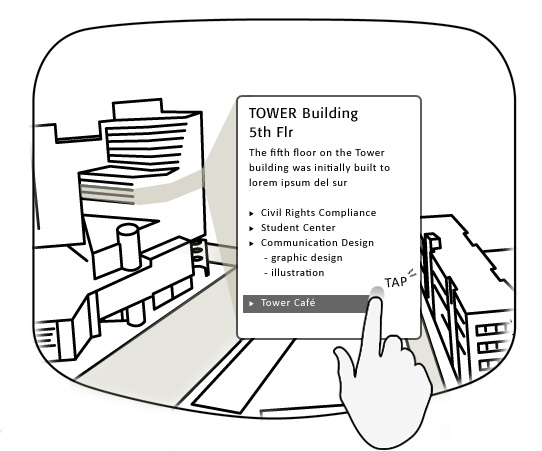 TOWER Building
5th Flr
The fifth floor on the Tower
building was initially built to
lorem ipsum del sur
▸ Civil Rights Compliance
▸ Student Center
▸ Communication Design
- graphic design
- illustration
TAP
▸ Tower Café